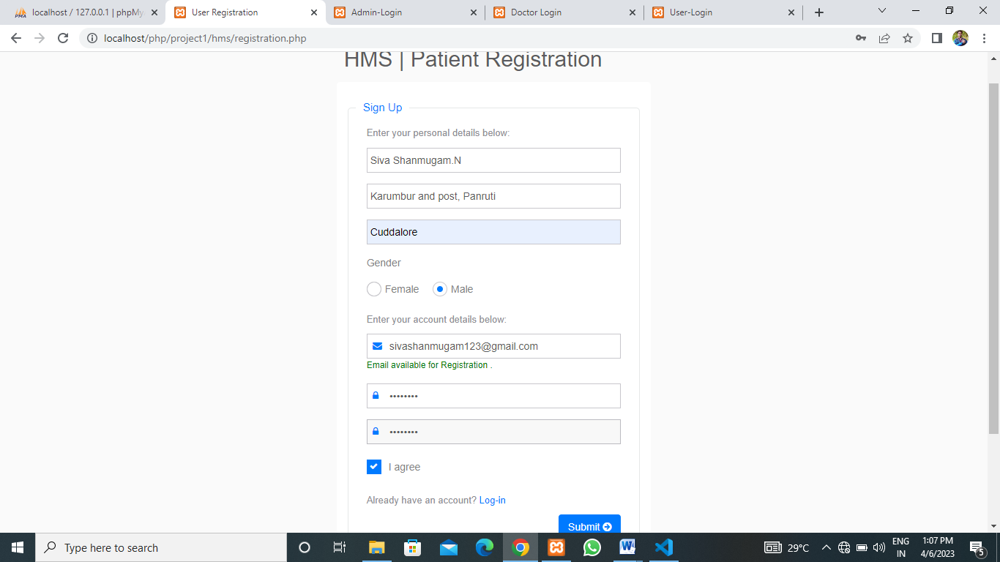 localhost / 127.0.0.1 | phpMy
User Registration
Admin-Login
Doctor Login
User-Login
localhost/php/project1/hms/registration.php
HMS | Patient Registration
Sign Up
Enter your personal details below:
Siva Shanmugam.N
Karumbur and post, Panruti
Cuddalore
Gender
Female
Male
Enter your account details below:
sivashanmugam123@gmail.com
Email available for Registration .
••••••••
••••••••
I agree
Already have an account? Log-in
Submit
Type here to search
29°C
ENG
IN
1:07 PM
4/6/2023
5